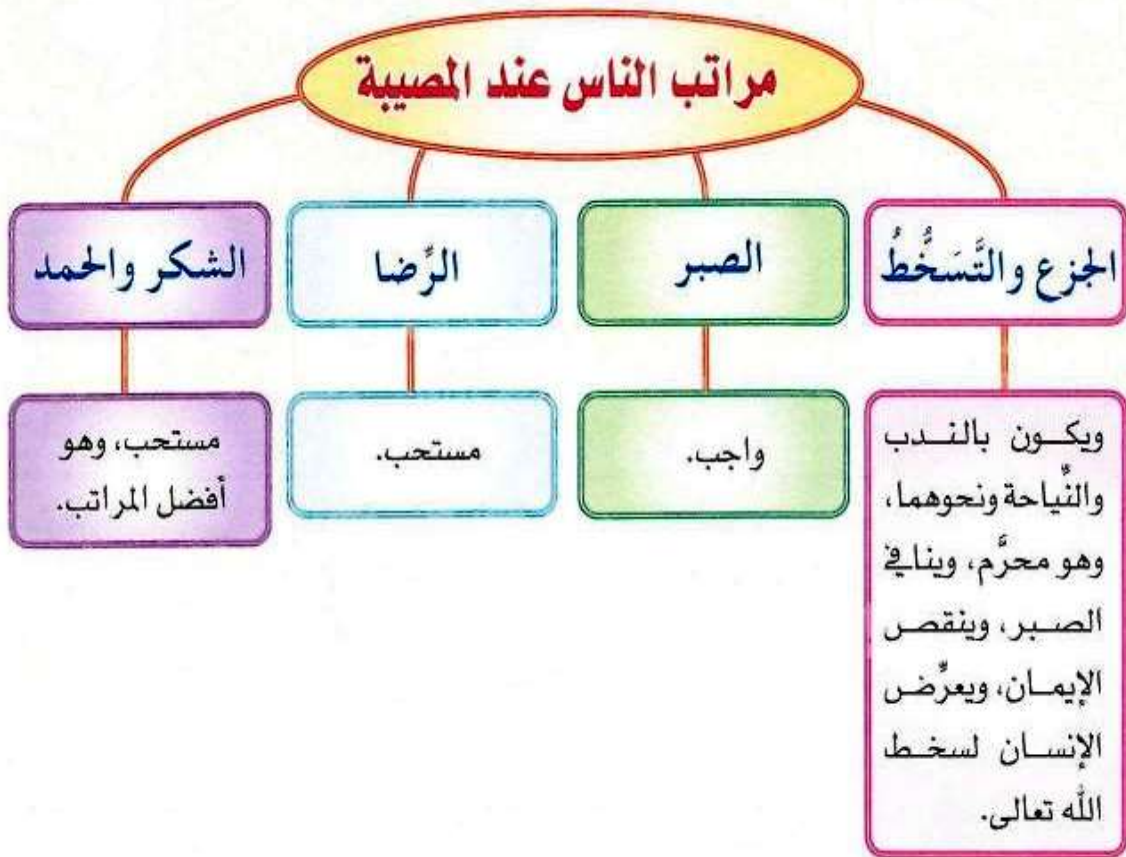 مراتب الناس عند المصيبة
الجزع والتَّسَخُّطُ
الصبر
الرِّضا
الشكر والحمد
ويكون بالندب
والنِّياحة ونحوهما،
وهو محرَّم، وينافي
الصبر، وينقص
الإيمان، ويعرِّض
الإنسان لسخط
الله تعالى.
واجب.
مستحب.
مستحب، وهو
أفضل المراتب.